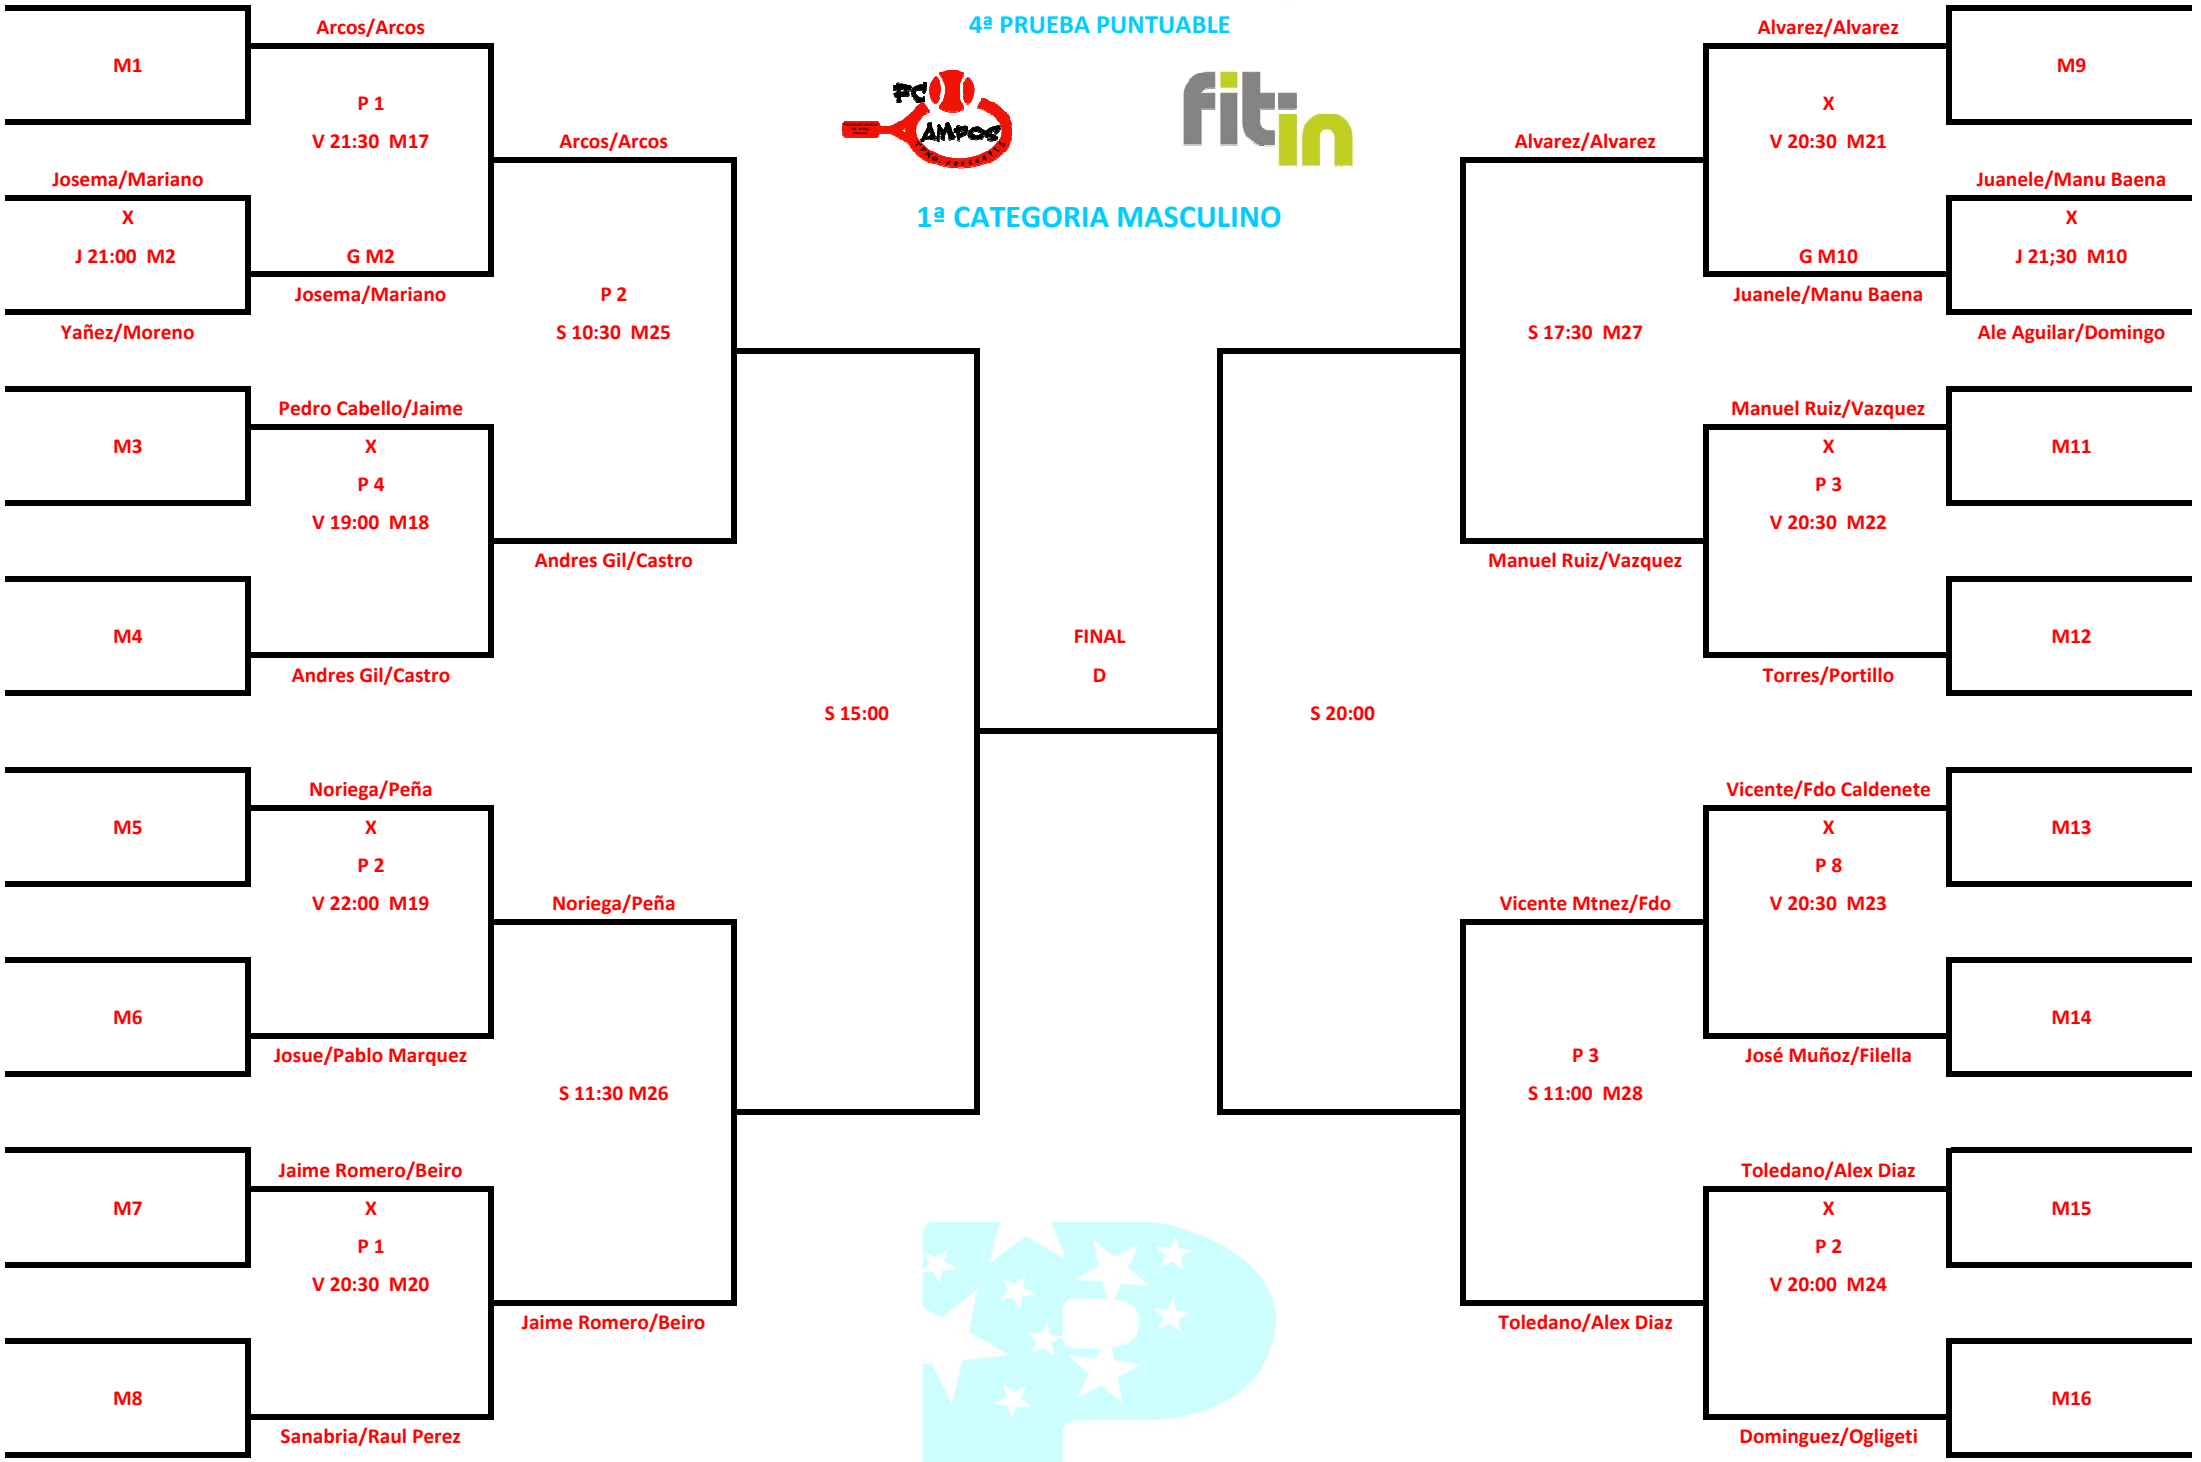 4ª PRUEBA PUNTUABLE
1ª CATEGORIA MASCULINO
M1
Arcos/Arcos
P 1
V 21:30 M17
Josema/Mariano
X
J 21:00 M2
Yañez/Moreno
G M2
Josema/Mariano
Arcos/Arcos
P 2
S 10:30 M25
M3
Pedro Cabello/Jaime
X
P 4
V 19:00 M18
M4
Andres Gil/Castro
Andres Gil/Castro
S 15:00
M5
Noriega/Peña
X
P 2
V 22:00 M19
M6
Josue/Pablo Marquez
Noriega/Peña
S 11:30 M26
M7
Jaime Romero/Beiro
X
P 1
V 20:30 M20
M8
Sanabria/Raul Perez
Jaime Romero/Beiro
PC
AMPOS
fitin
FINAL
D
Alvarez/Alvarez
M9
X
V 20:30 M21
Juanele/Manu Baena
X
J 21;30 M10
Ale Aguilar/Domingo
G M10
Juanele/Manu Baena
Alvarez/Alvarez
S 17:30 M27
Manuel Ruiz/Vazquez
M11
X
P 3
V 20:30 M22
Manuel Ruiz/Vazquez
M12
Torres/Portillo
S 20:00
Vicente/Fdo Caldenete
M13
X
P 8
V 20:30 M23
Vicente Mtnez/Fdo
M14
José Muñoz/Filella
P 3
S 11:00 M28
Toledano/Alex Diaz
M15
X
P 2
V 20:00 M24
Toledano/Alex Diaz
M16
Dominguez/Ogligeti